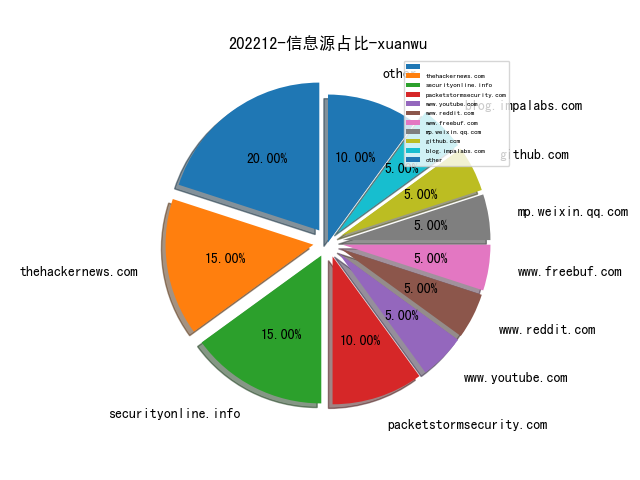 202212-信息源占比-xuanwu
other
thehackernews.com
securityonline.info
packetstormsecurity.com
www.youtube.com
www.reddit.com
www.freebuf.com
mp.weixin.qq.com
github.com
blog.impalabs.com
other
blog.impalabs.com
github.com
mp.weixin.qq.com
www.freebuf.com
www.reddit.com
www.youtube.com
packetstormsecurity.com
securityonline.info
thehackernews.com
20.00%
10.00%
5.00%
5.00%
5.00%
5.00%
5.00%
5.00%
10.00%
15.00%
15.00%